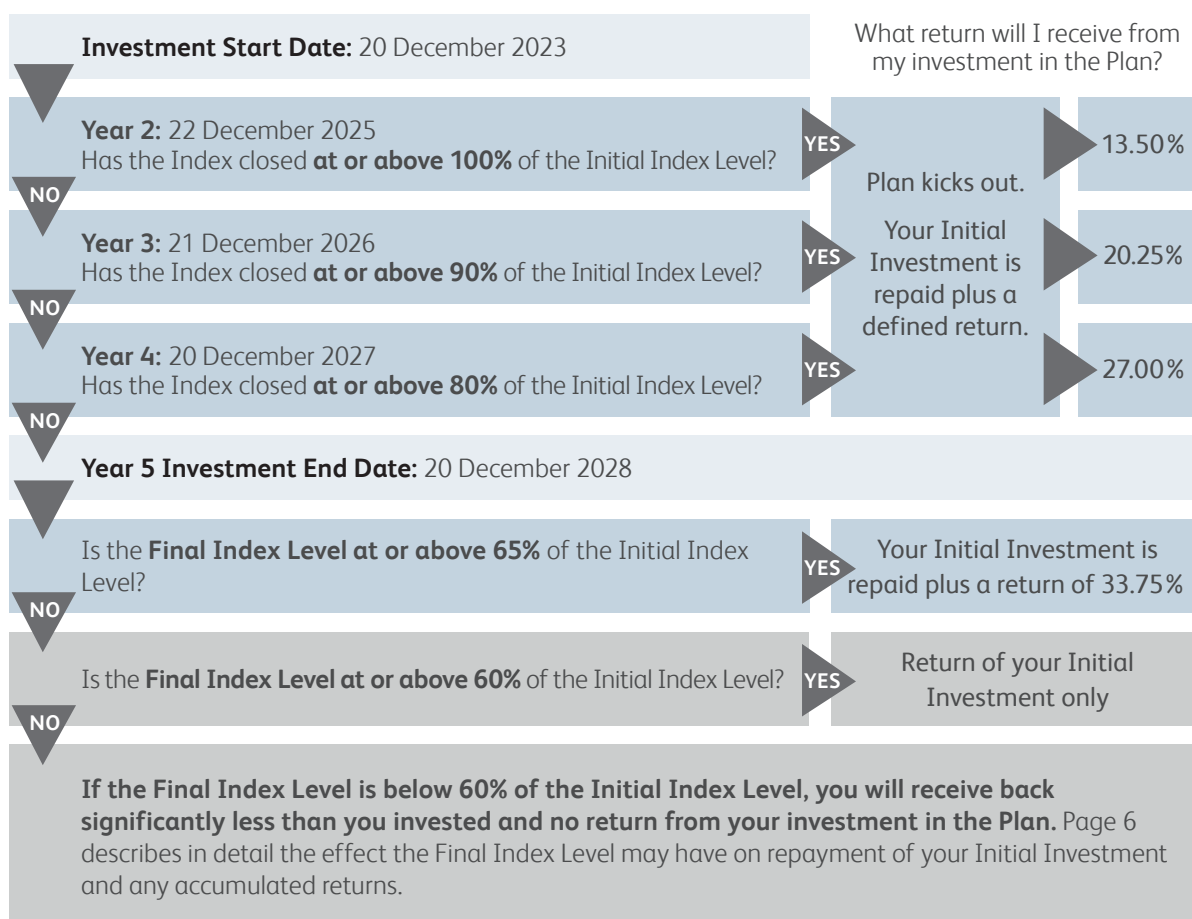 Investment Start Date: 20 December 2023
What return will I receive from
my investment in the Plan?
Year 2: 22 December 2025
Has the Index closed at or above 100% of the Initial Index Level?
YES
13.50%
NO
Plan kicks out.
Your Initial
Investment is
repaid plus a
defined return.
Year 3: 21 December 2026
Has the Index closed at or above 90% of the Initial Index Level?
YES
20.25%
NO
Year 4: 20 December 2027
Has the Index closed at or above 80% of the Initial Index Level?
YES
27.00%
NO
Year 5 Investment End Date: 20 December 2028
Is the Final Index Level at or above 65% of the Initial Index
Level?
YES
Your Initial Investment is
repaid plus a return of 33.75%
NO
Is the Final Index Level at or above 60% of the Initial Index Level?
YES
Return of your Initial
Investment only
NO
If the Final Index Level is below 60% of the Initial Index Level, you will receive back
significantly less than you invested and no return from your investment in the Plan. Page 6
describes in detail the effect the Final Index Level may have on repayment of your Initial Investment
and any accumulated returns.